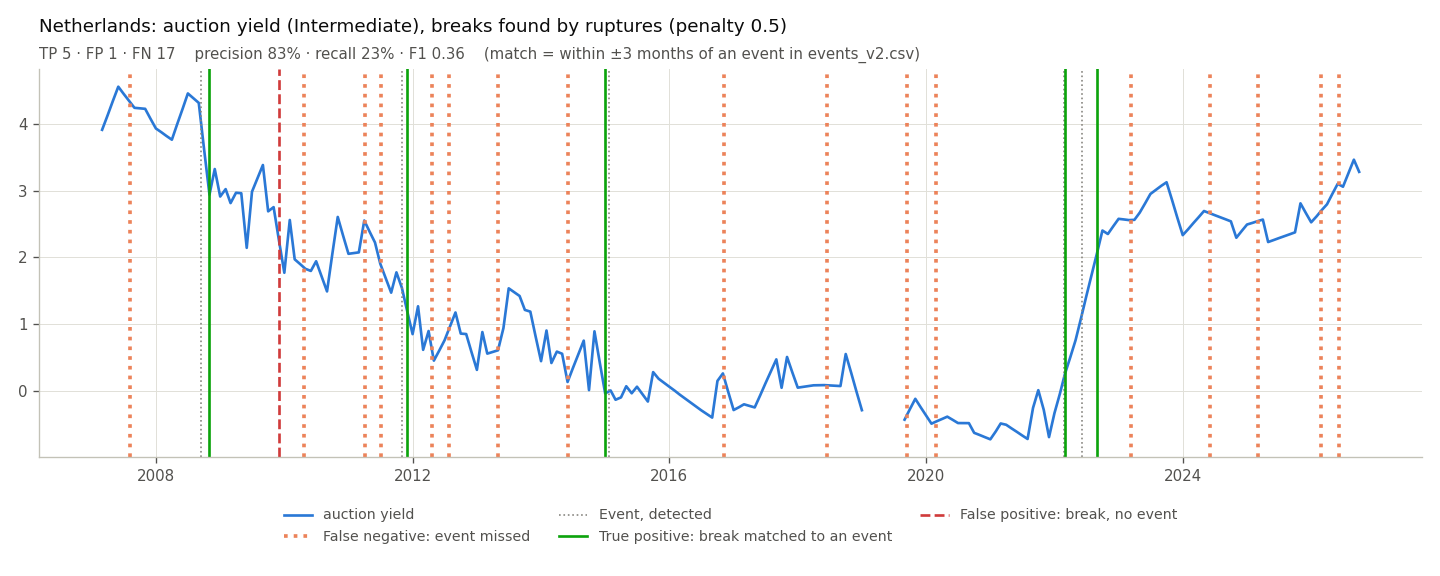 Netherlands: auction yield (Intermediate), breaks found by ruptures (penalty 0.5)
TP 5 · FP 1 · FN 17    precision 83% · recall 23% · F1 0.36    (match = within ±3 months of an event in events_v2.csv)
4
3
2
1
0
2008 2012 2016 2020 2024
auction yield
Event, detected
False positive: break, no event
False negative: event missed
True positive: break matched to an event